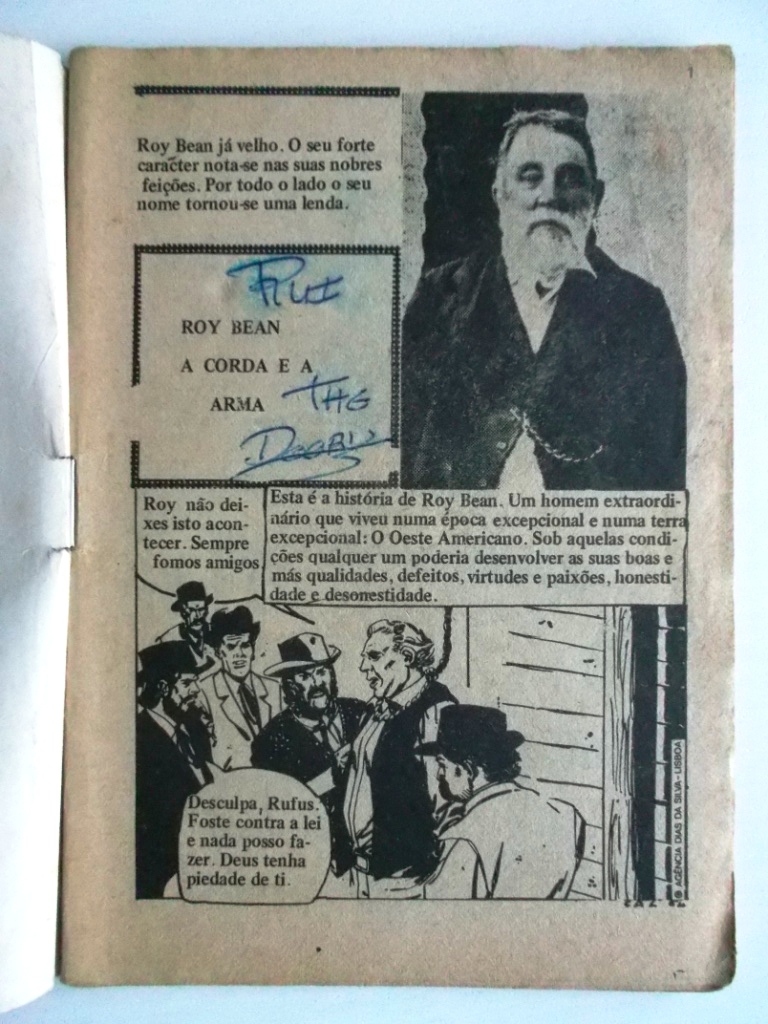 1
Roy Bean já velho. O seu forte
carácter nota-se nas suas nobres
feições. Por todo o lado o seu
nome tornou-se uma lenda.
RUI
ROY BEAN
A CORDA E A
ARMA
THE
Roy não dei-
xes isto acon-
tecer. Sempre
fomos amigos
Esta é a história de Roy Bean. Um homem extraordi-
nário que viveu numa época excepcional e numa terra
excepcional: O Oeste Americano. Sob aquelas condi-
ções qualquer um poderia desenvolver as suas boas e
más qualidades, defeitos, virtudes e paixões, honesti-
dade e desonestidade.
Desculpa, Rufus.
Foste contra a lei
e nada posso fa-
zer. Deus tenha
piedade de ti.
© AGÊNCIA DIAS DA SILVA-LISBOA